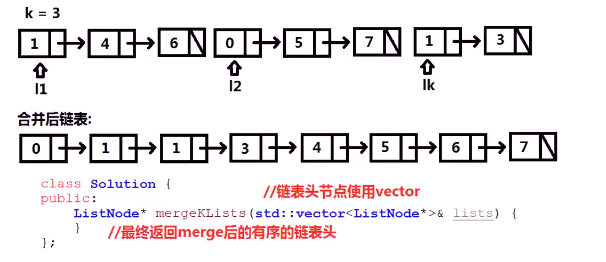 k = 3
1 4 6 0 5 7 1 3
l1 l2 lk
合并后链表:
0 1 1 3 4 5 6 7
class Solution { //链表头节点使用vector
public:
ListNode* mergeKLists(std::vector<ListNode*>& lists) {
} //最终返回merge后的有序的链表头
};